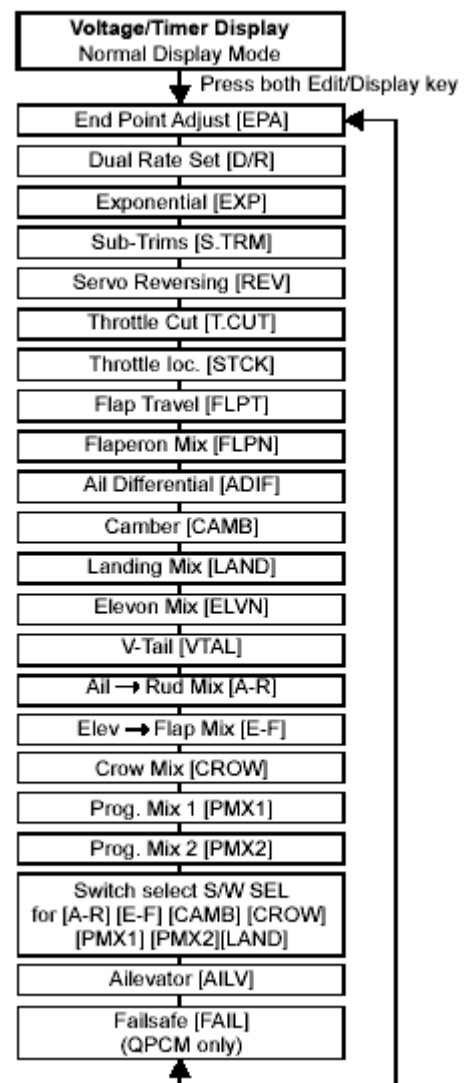 Voltage/Timer Display
Normal Display Mode
Press both Edit/Display key
End Point Adjust [EPA]
Dual Rate Set [D/R]
Exponential [EXP]
Sub-Trims [S.TRM]
Servo Reversing [REV]
Throttle Cut [T.CUT]
Throttle loc. [STCK]
Flap Travel [FLPT]
Flaperon Mix [FLPN]
Ail Differential [ADIF]
Camber [CAMB]
Landing Mix [LAND]
Elevon Mix [ELVN]
V-Tail [VTAL]
Ail → Rud Mix [A-R]
Elev → Flap Mix [E-F]
Crow Mix [CROW]
Prog. Mix 1 [PMX1]
Prog. Mix 2 [PMX2]
Switch select S/W SEL
for [A-R] [E-F] [CAMB] [CROW]
[PMX1] [PMX2][LAND]
Ailevator [AILV]
Failsafe [FAIL]
(QPCM only)